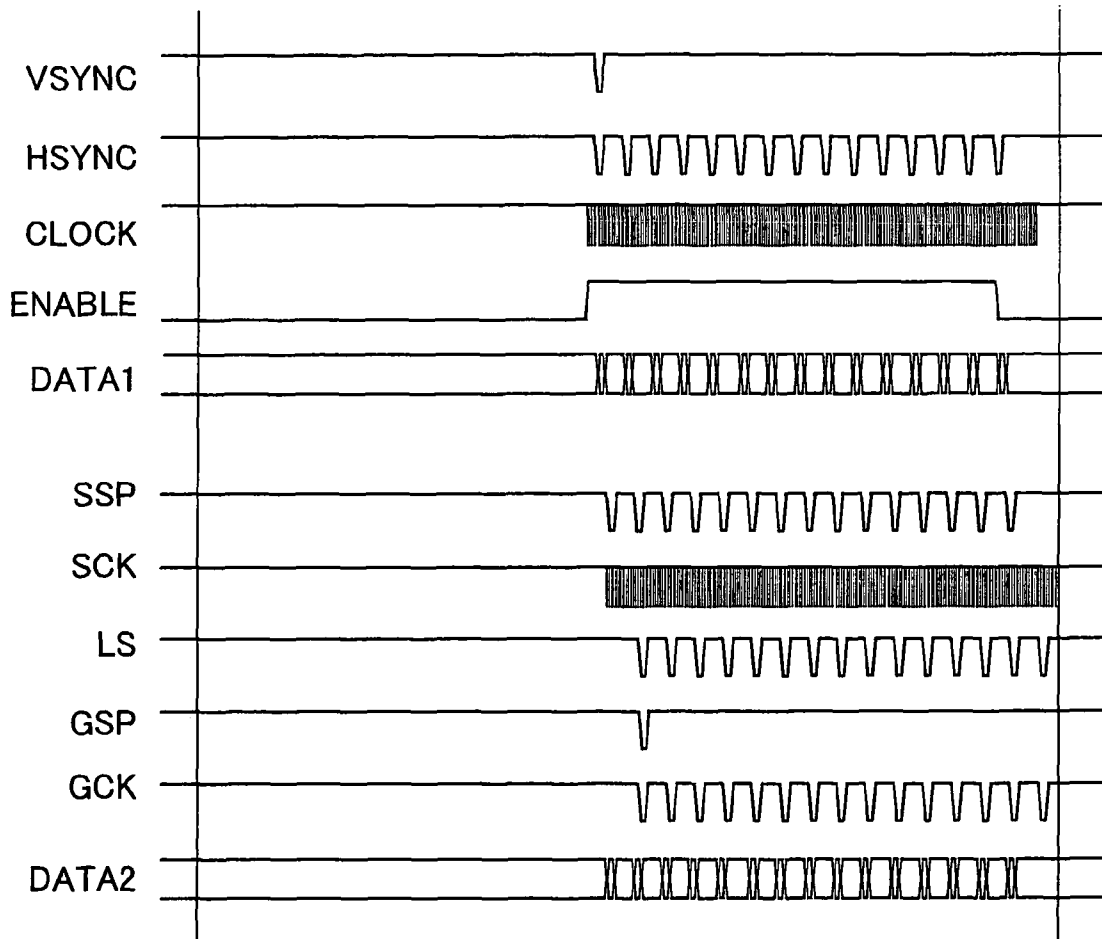 VSYNC
HSYNC
CLOCK
ENABLE
DATA1
SSP
SCK
LS
GSP
GCK
DATA2